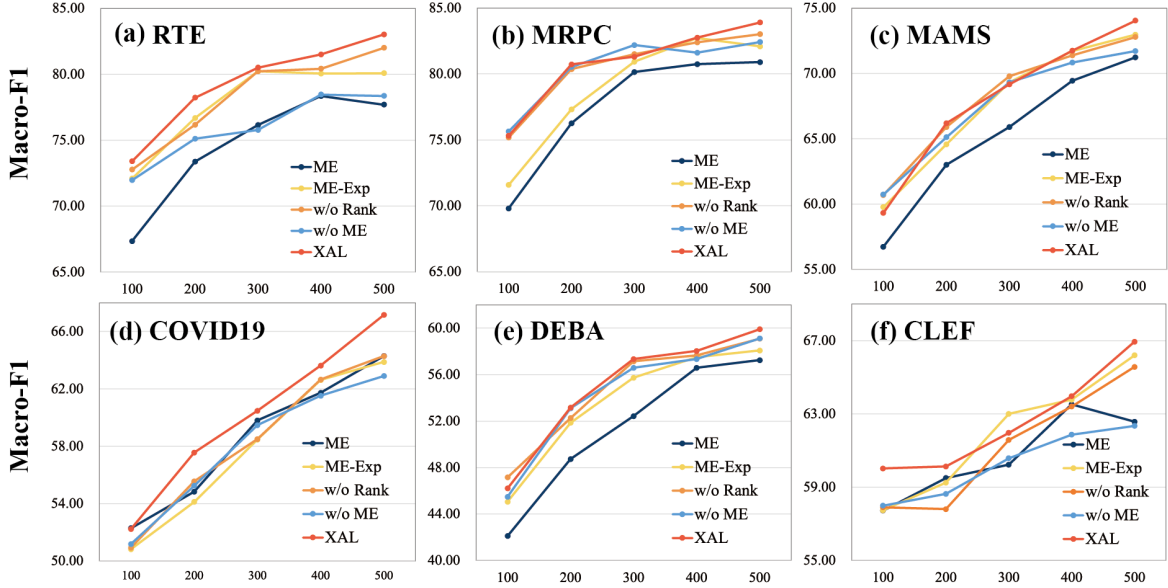 (a) RTE
Macro-F1
85.00
80.00
75.00
70.00
65.00
100 200 300 400 500
ME
ME-Exp
w/o Rank
w/o ME
XAL
(b) MRPC
85.00
80.00
75.00
70.00
65.00
100 200 300 400 500
ME
ME-Exp
w/o Rank
w/o ME
XAL
(c) MAMS
75.00
70.00
65.00
60.00
55.00
100 200 300 400 500
ME
ME-Exp
w/o Rank
w/o ME
XAL
(d) COVID19
Macro-F1
66.00
62.00
58.00
54.00
50.00
100 200 300 400 500
ME
ME-Exp
w/o Rank
w/o ME
XAL
(e) DEBA
60.00
56.00
52.00
48.00
44.00
40.00
100 200 300 400 500
ME
ME-Exp
w/o Rank
w/o ME
XAL
(f) CLEF
67.00
63.00
59.00
55.00
100 200 300 400 500
ME
ME-Exp
w/o Rank
w/o ME
XAL